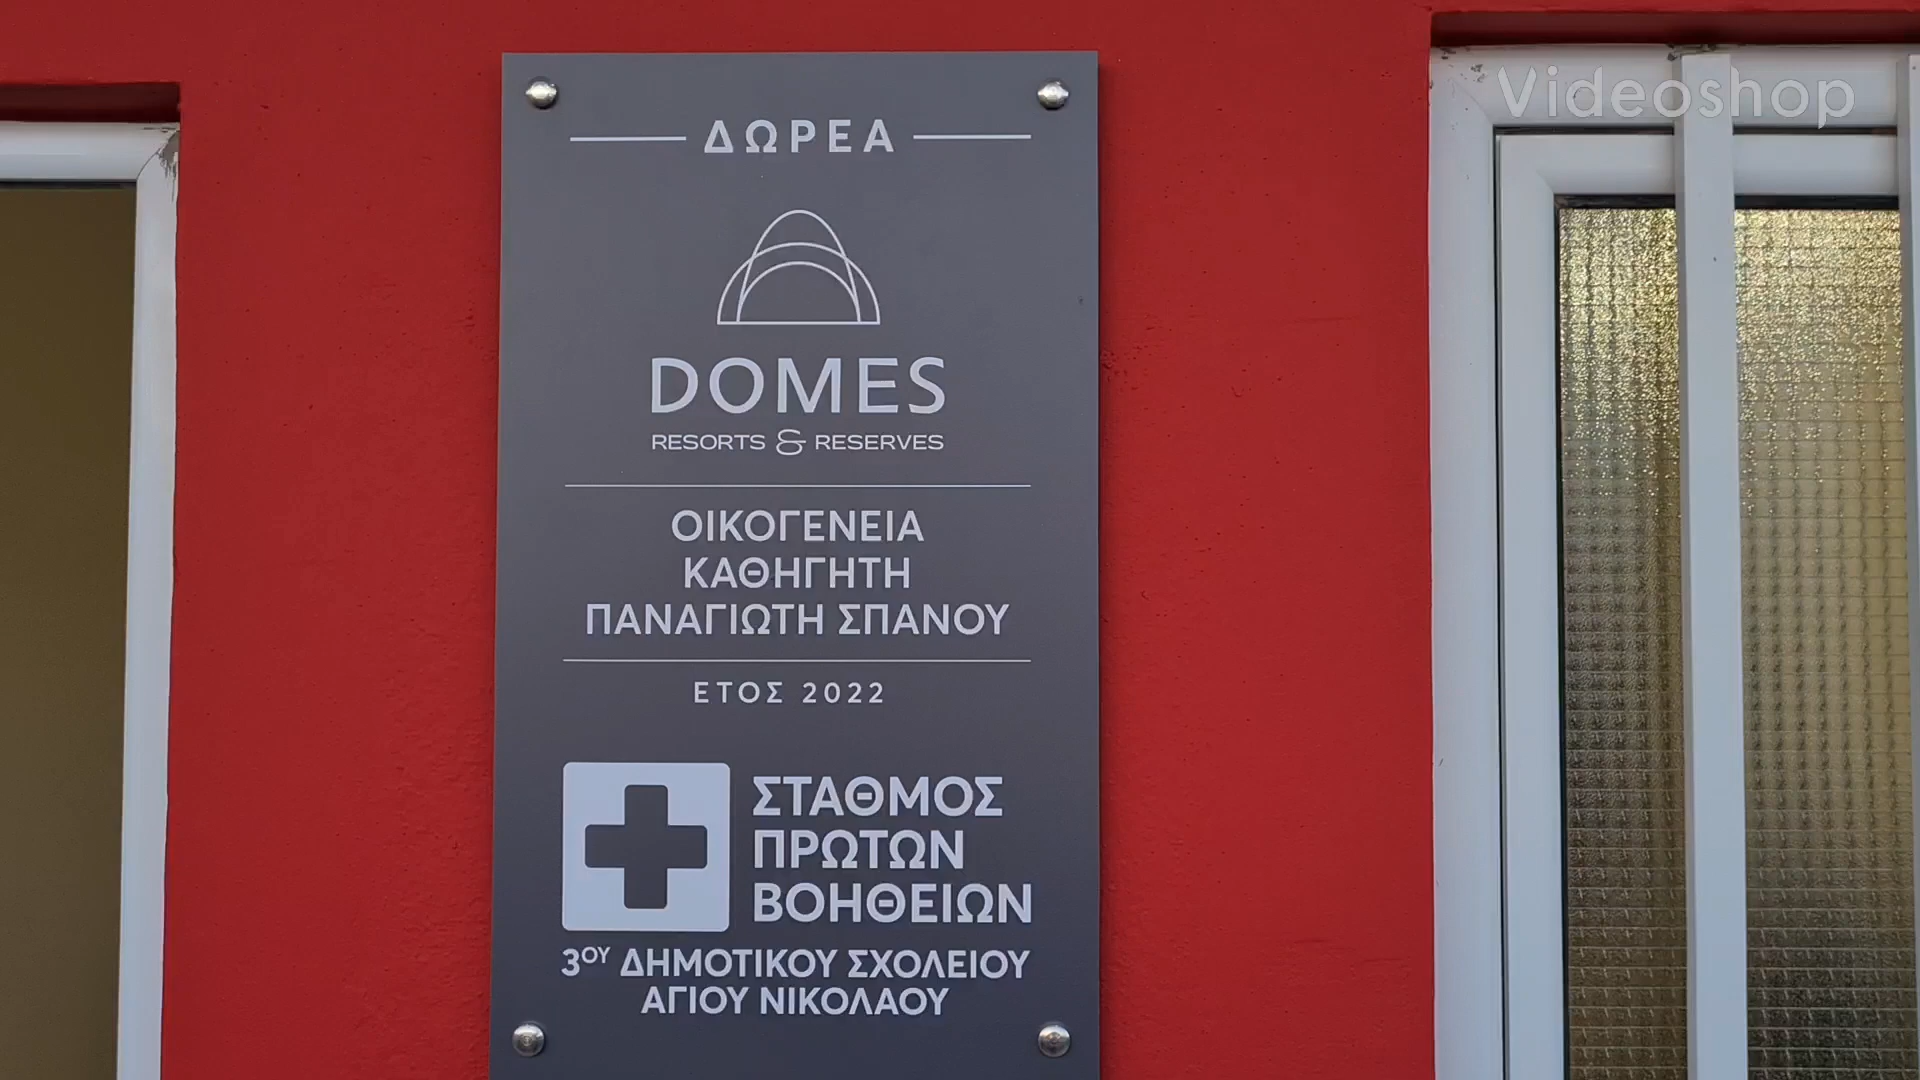 Videoshop
ΔΩΡΕΑ
DOMES
RESORTS & RESERVES
ΟΙΚΟΓΕΝΕΙΑ
ΚΑΘΗΓΗΤΗ
ΠΑΝΑΓΙΩΤΗ ΣΠΑΝΟΥ
ΕΤΟΣ 2022
ΣΤΑΘΜΟΣ
ΠΡΩΤΩΝ
ΒΟΗΘΕΙΩΝ
3ΟΥ ΔΗΜΟΤΙΚΟΥ ΣΧΟΛΕΙΟΥ
ΑΓΙΟΥ ΝΙΚΟΛΑΟΥ